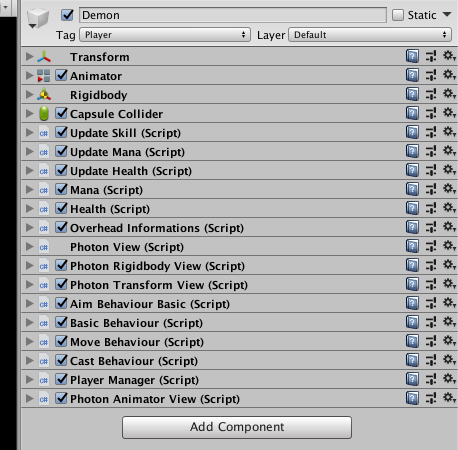 Demon
Static
Tag Player Layer Default
Transform
Animator
Rigidbody
Capsule Collider
Update Skill (Script)
Update Mana (Script)
Update Health (Script)
Mana (Script)
Health (Script)
Overhead Informations (Script)
Photon View (Script)
Photon Rigidbody View (Script)
Photon Transform View (Script)
Aim Behaviour Basic (Script)
Basic Behaviour (Script)
Move Behaviour (Script)
Cast Behaviour (Script)
Player Manager (Script)
Photon Animator View (Script)
Add Component